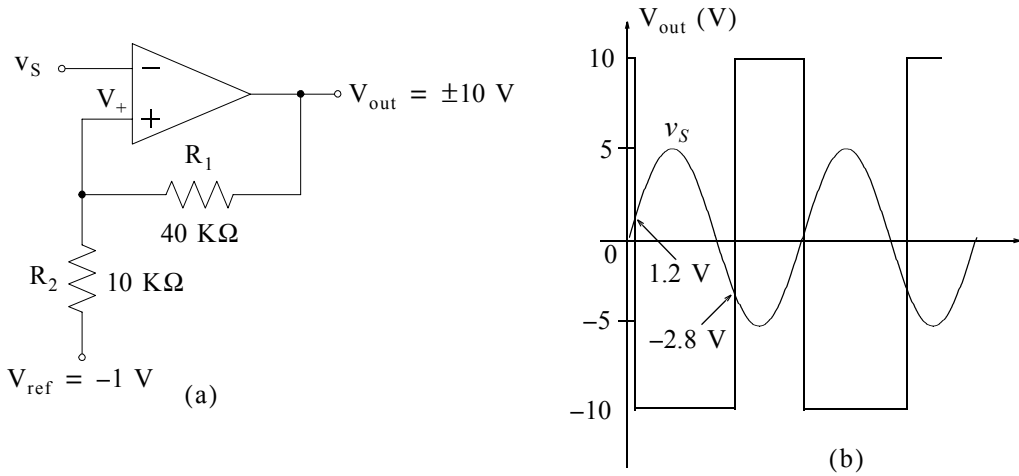 v_S
V_+
V_out = ±10 V
R_1
40 KΩ
R_2
10 KΩ
V_ref = –1 V
(a)
V_out (V)
10
v_S
5
0
1.2 V
–2.8 V
–5
–10
(b)